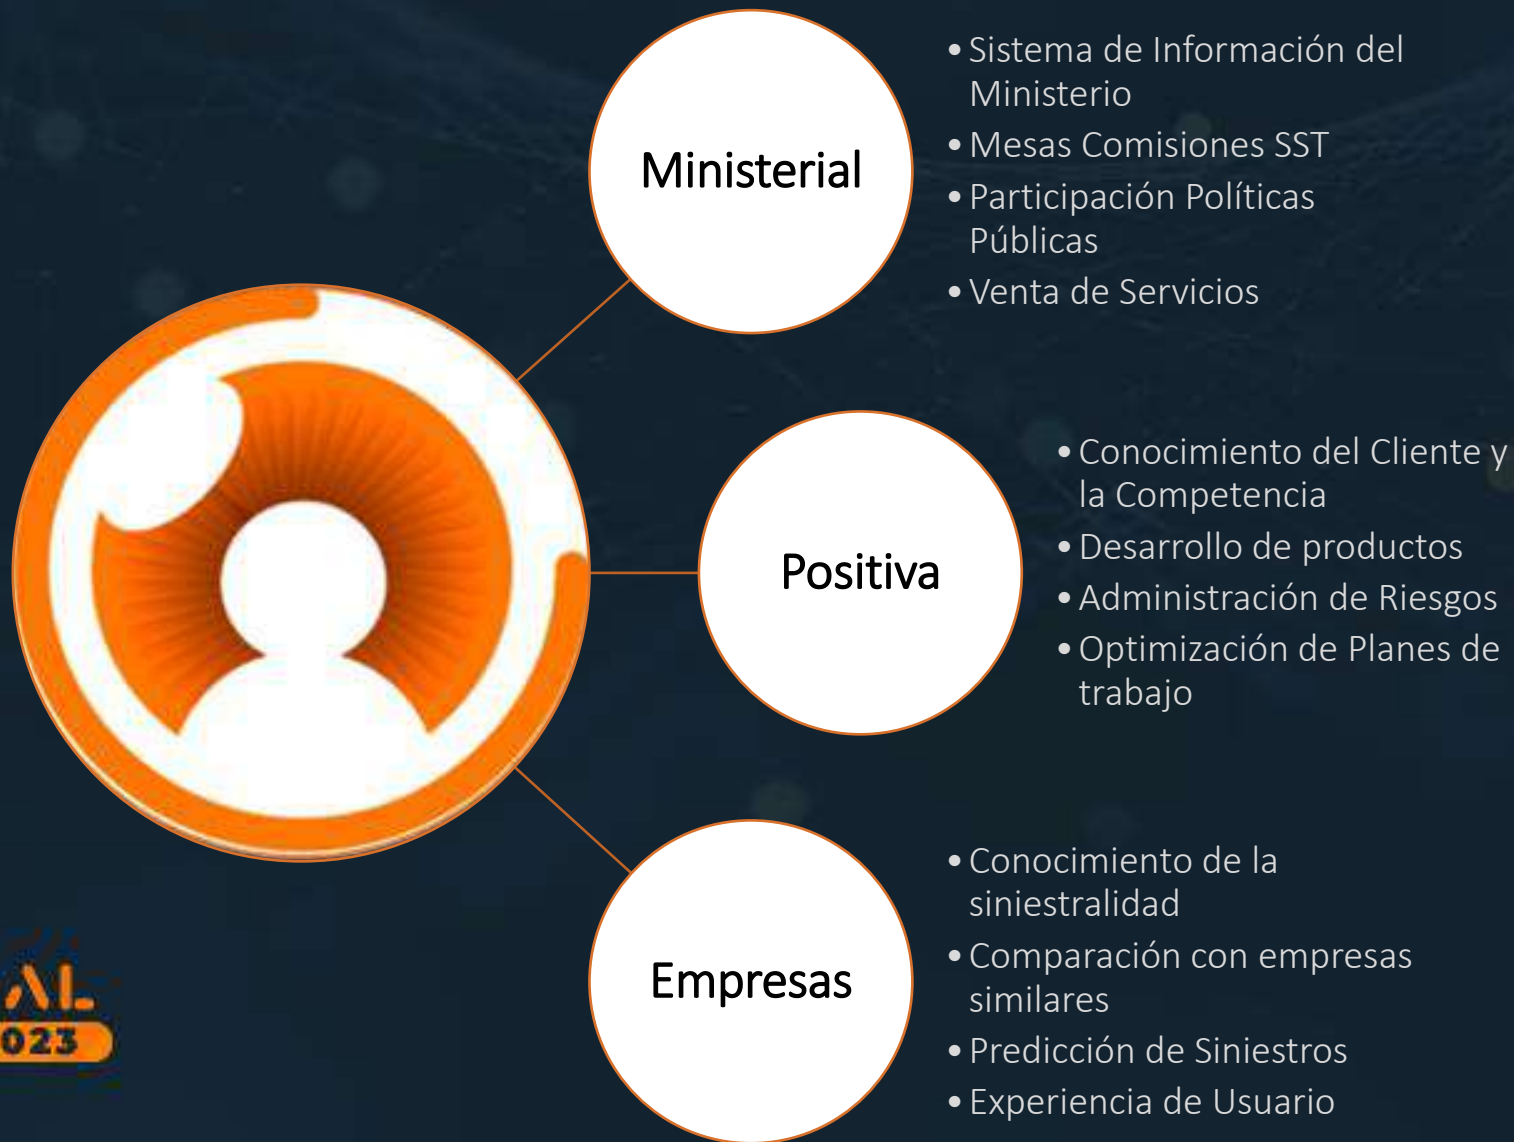 Ministerial
• Sistema de Información del
Ministerio
• Mesas Comisiones SST
• Participación Políticas
Públicas
• Venta de Servicios
Positiva
• Conocimiento del Cliente y
la Competencia
• Desarrollo de productos
• Administración de Riesgos
• Optimización de Planes de
trabajo
Empresas
• Conocimiento de la
siniestralidad
• Comparación con empresas
similares
• Predicción de Siniestros
• Experiencia de Usuario
AL
023